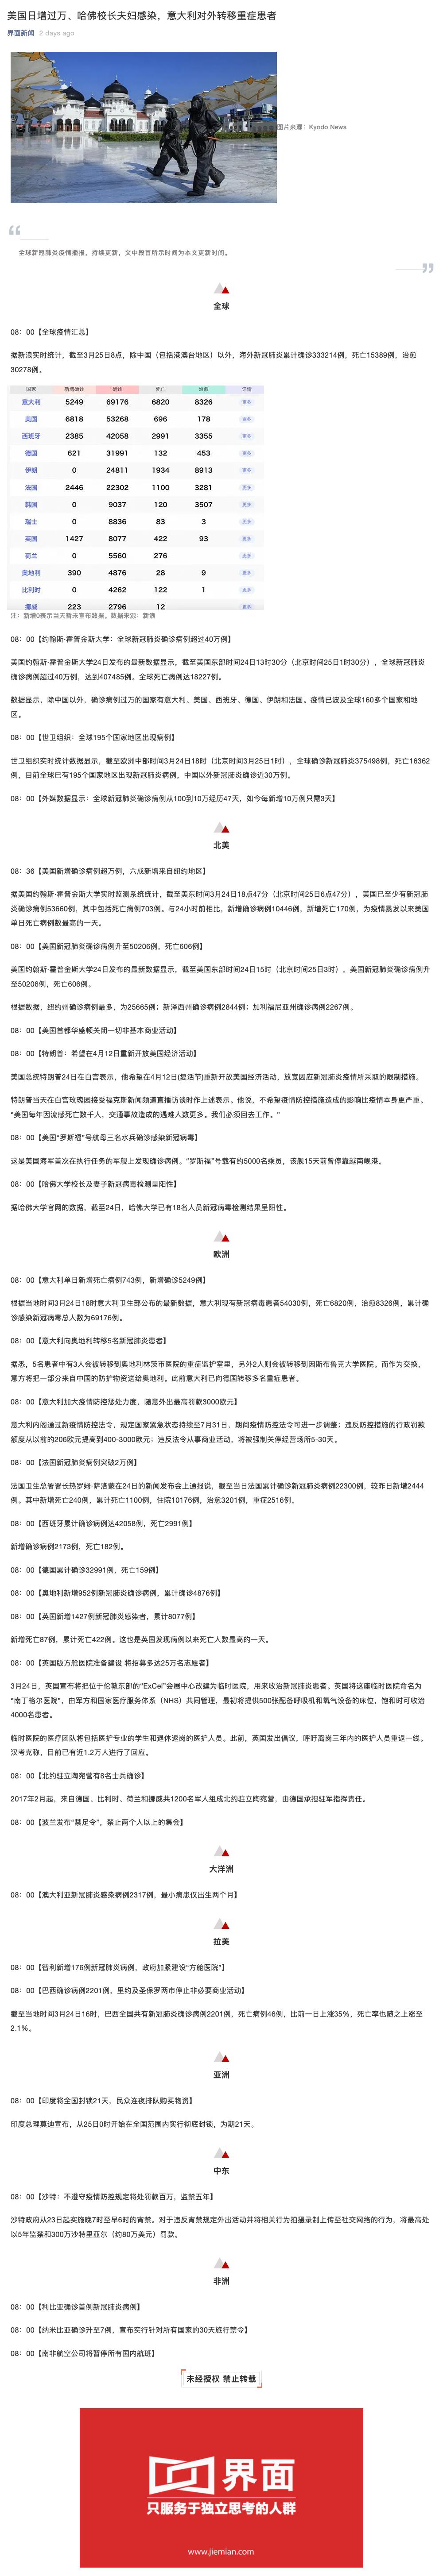 美国日增过万、哈佛校长夫妇感染，意大利对外转移重症患者
界面新闻 2 days ago
图片来源：Kyodo News
全球新冠肺炎疫情播报，持续更新，文中段首所示时间为本文更新时间。
全球
08：00【全球疫情汇总】
据新浪实时统计，截至3月25日8点，除中国（包括港澳台地区）以外，海外新冠肺炎累计确诊333214例，死亡15389例，治愈
30278例。
国家 新增确诊 确诊 死亡 治愈 详情
意大利 5249 69176 6820 8326 更多
美国 6818 53268 696 178 更多
西班牙 2385 42058 2991 3355 更多
德国 621 31991 132 453 更多
伊朗 0 24811 1934 8913 更多
法国 2446 22302 1100 3281 更多
韩国 0 9037 120 3507 更多
瑞士 0 8836 83 3 更多
英国 1427 8077 422 93 更多
荷兰 0 5560 276 更多
奥地利 390 4876 28 9 更多
比利时 0 4262 122 1 更多
挪威 223 2796 12 更多
注：新增0表示当天暂未宣布数据。数据来源：新浪
08：00【约翰斯·霍普金斯大学：全球新冠肺炎确诊病例超过40万例】
美国约翰斯·霍普金斯大学24日发布的最新数据显示，截至美国东部时间24日13时30分（北京时间25日1时30分），全球新冠肺炎
确诊病例超过40万例，达到407485例。全球死亡病例达18227例。
数据显示，除中国以外，确诊病例过万的国家有意大利、美国、西班牙、德国、伊朗和法国。疫情已波及全球160多个国家和地
区。
08：00【世卫组织：全球195个国家地区出现病例】
世卫组织实时统计数据显示，截至欧洲中部时间3月24日18时（北京时间3月25日1时），全球确诊新冠肺炎375498例，死亡16362
例，目前全球已有195个国家地区出现新冠肺炎病例，中国以外新冠肺炎确诊近30万例。
08：00【外媒数据显示：全球新冠肺炎确诊病例从100到10万经历47天，如今每新增10万例只需3天】
北美
08：36【美国新增确诊病例超万例，六成新增来自纽约地区】
据美国约翰斯·霍普金斯大学实时监测系统统计，截至美东时间3月24日18点47分（北京时间25日6点47分），美国已至少有新冠肺
炎确诊病例53660例，其中包括死亡病例703例。与24小时前相比，新增确诊病例10446例，新增死亡170例，为疫情暴发以来美国
单日死亡病例数最高的一天。
08：00【美国新冠肺炎确诊病例升至50206例，死亡606例】
美国约翰斯·霍普金斯大学24日发布的最新数据显示，截至美国东部时间24日15时（北京时间25日3时），美国新冠肺炎确诊病例升
至50206例，死亡606例。
根据数据，纽约州确诊病例最多，为25665例；新泽西州确诊病例2844例；加利福尼亚州确诊病例2267例。
08：00【美国首都华盛顿关闭一切非基本商业活动】
08：00【特朗普：希望在4月12日重新开放美国经济活动】
美国总统特朗普24日在白宫表示，他希望在4月12日(复活节)重新开放美国经济活动，放宽因应新冠肺炎疫情所采取的限制措施。
特朗普当天在白宫玫瑰园接受福克斯新闻频道直播访谈时作上述表示。他说，不希望疫情防控措施造成的影响比疫情本身更严重。
“美国每年因流感死亡数千人，交通事故造成的遇难人数更多。我们必须回去工作。”
08：00【美国“罗斯福”号航母三名水兵确诊感染新冠病毒】
这是美国海军首次在执行任务的军舰上发现确诊病例。“罗斯福”号载有约5000名乘员，该舰15天前曾停靠越南岘港。
08：00【哈佛大学校长及妻子新冠病毒检测呈阳性】
据哈佛大学官网的数据，截至24日，哈佛大学已有18名人员新冠病毒检测结果呈阳性。
欧洲
08：00【意大利单日新增死亡病例743例，新增确诊5249例】
根据当地时间3月24日18时意大利卫生部公布的最新数据，意大利现有新冠病毒患者54030例，死亡6820例，治愈8326例，累计确
诊感染新冠病毒总人数为69176例。
08：00【意大利向奥地利转移5名新冠肺炎患者】
据悉，5名患者中有3人会被转移到奥地利林茨市医院的重症监护室里，另外2人则会被转移到因斯布鲁克大学医院。而作为交换，
意方将把一部分来自中国的防护物资送给奥地利。此前意大利已向德国转移多名重症患者。
08：00【意大利加大疫情防控惩处力度，随意外出最高罚款3000欧元】
意大利内阁通过新疫情防控法令，规定国家紧急状态持续至7月31日，期间疫情防控法令可进一步调整；违反防控措施的行政罚款
额度从以前的206欧元提高到400-3000欧元；违反法令从事商业活动，将被强制关停经营场所5-30天。
08：00【法国新冠肺炎病例突破2万例】
法国卫生总署署长热罗姆·萨洛蒙在24日的新闻发布会上通报说，截至当日法国累计确诊新冠肺炎病例22300例，较昨日新增2444
例。其中新增死亡240例，累计死亡1100例，住院10176例，治愈3201例，重症2516例。
08：00【西班牙累计确诊病例达42058例，死亡2991例】
新增确诊病例2173例，死亡182例。
08：00【德国累计确诊32991例，死亡159例】
08：00【奥地利新增952例新冠肺炎确诊病例，累计确诊4876例】
08：00【英国新增1427例新冠肺炎感染者，累计8077例】
新增死亡87例，累计死亡422例。这也是英国发现病例以来死亡人数最高的一天。
08：00【英国版方舱医院准备建设 将招募多达25万名志愿者】
3月24日，英国宣布将把位于伦敦东部的“ExCel”会展中心改建为临时医院，用来收治新冠肺炎患者。英国将这座临时医院命名为
“南丁格尔医院”，由军方和国家医疗服务体系（NHS）共同管理，最初将提供500张配备呼吸机和氧气设备的床位，饱和时可收治
4000名患者。
临时医院的医疗团队将包括医护专业的学生和退休返岗的医护人员。此前，英国发出倡议，呼吁离岗三年内的医护人员重返一线。
汉考克称，目前已有近1.2万人进行了回应。
08：00【北约驻立陶宛营有8名士兵确诊】
2017年2月起，来自德国、比利时、荷兰和挪威共1200名军人组成北约驻立陶宛营，由德国承担驻军指挥责任。
08：00【波兰发布“禁足令”，禁止两个人以上的集会】
大洋洲
08：00【澳大利亚新冠肺炎感染病例2317例，最小病患仅出生两个月】
拉美
08：00【智利新增176例新冠肺炎病例，政府加紧建设“方舱医院”】
08：00【巴西确诊病例2201例，里约及圣保罗两市停止非必要商业活动】
截至当地时间3月24日16时，巴西全国共有新冠肺炎确诊病例2201例，死亡病例46例，比前一日上涨35%，死亡率也随之上涨至
2.1%。
亚洲
08：00【印度将全国封锁21天，民众连夜排队购买物资】
印度总理莫迪宣布，从25日0时开始在全国范围内实行彻底封锁，为期21天。
中东
08：00【沙特：不遵守疫情防控规定将处罚款百万，监禁五年】
沙特政府从23日起实施晚7时至早6时的宵禁。对于违反宵禁规定外出活动并将相关行为拍摄录制上传至社交网络的行为，将最高处
以5年监禁和300万沙特里亚尔（约80万美元）罚款。
非洲
08：00【利比亚确诊首例新冠肺炎病例】
08：00【纳米比亚确诊升至7例，宣布实行针对所有国家的30天旅行禁令】
08：00【南非航空公司将暂停所有国内航班】
未经授权 禁止转载
界面
只服务于独立思考的人群
www.jiemian.com